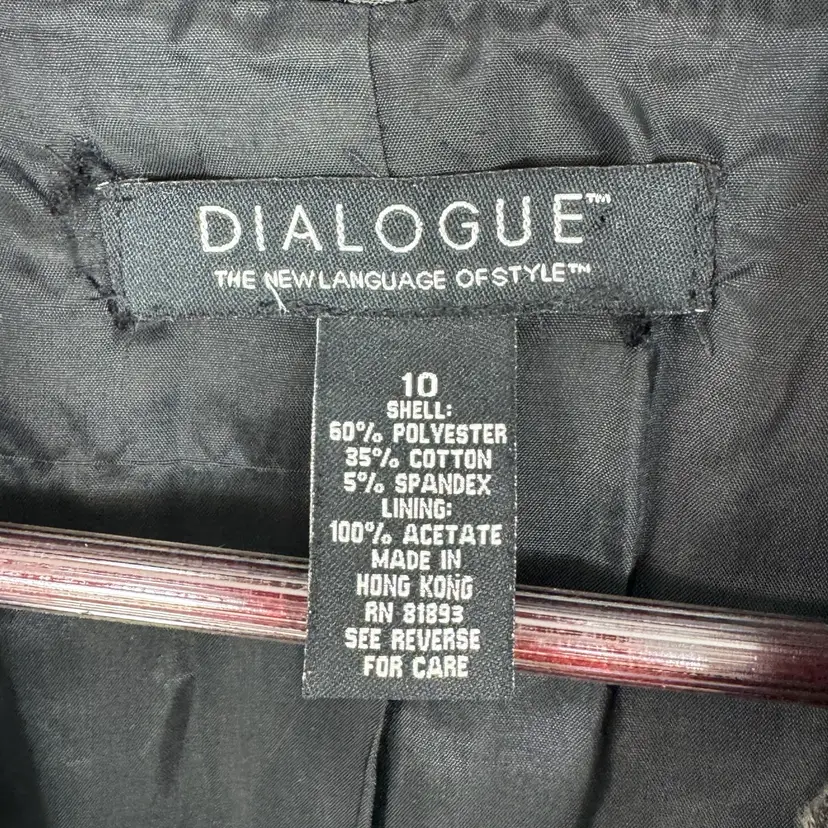 DIALOGUE™
THE NEW LANGUAGE OF STYLE™
10
SHELL:
60% POLYESTER
35% COTTON
5% SPANDEX
LINING:
100% ACETATE
MADE IN
HONG KONG
RN 81893
SEE REVERSE
FOR CARE